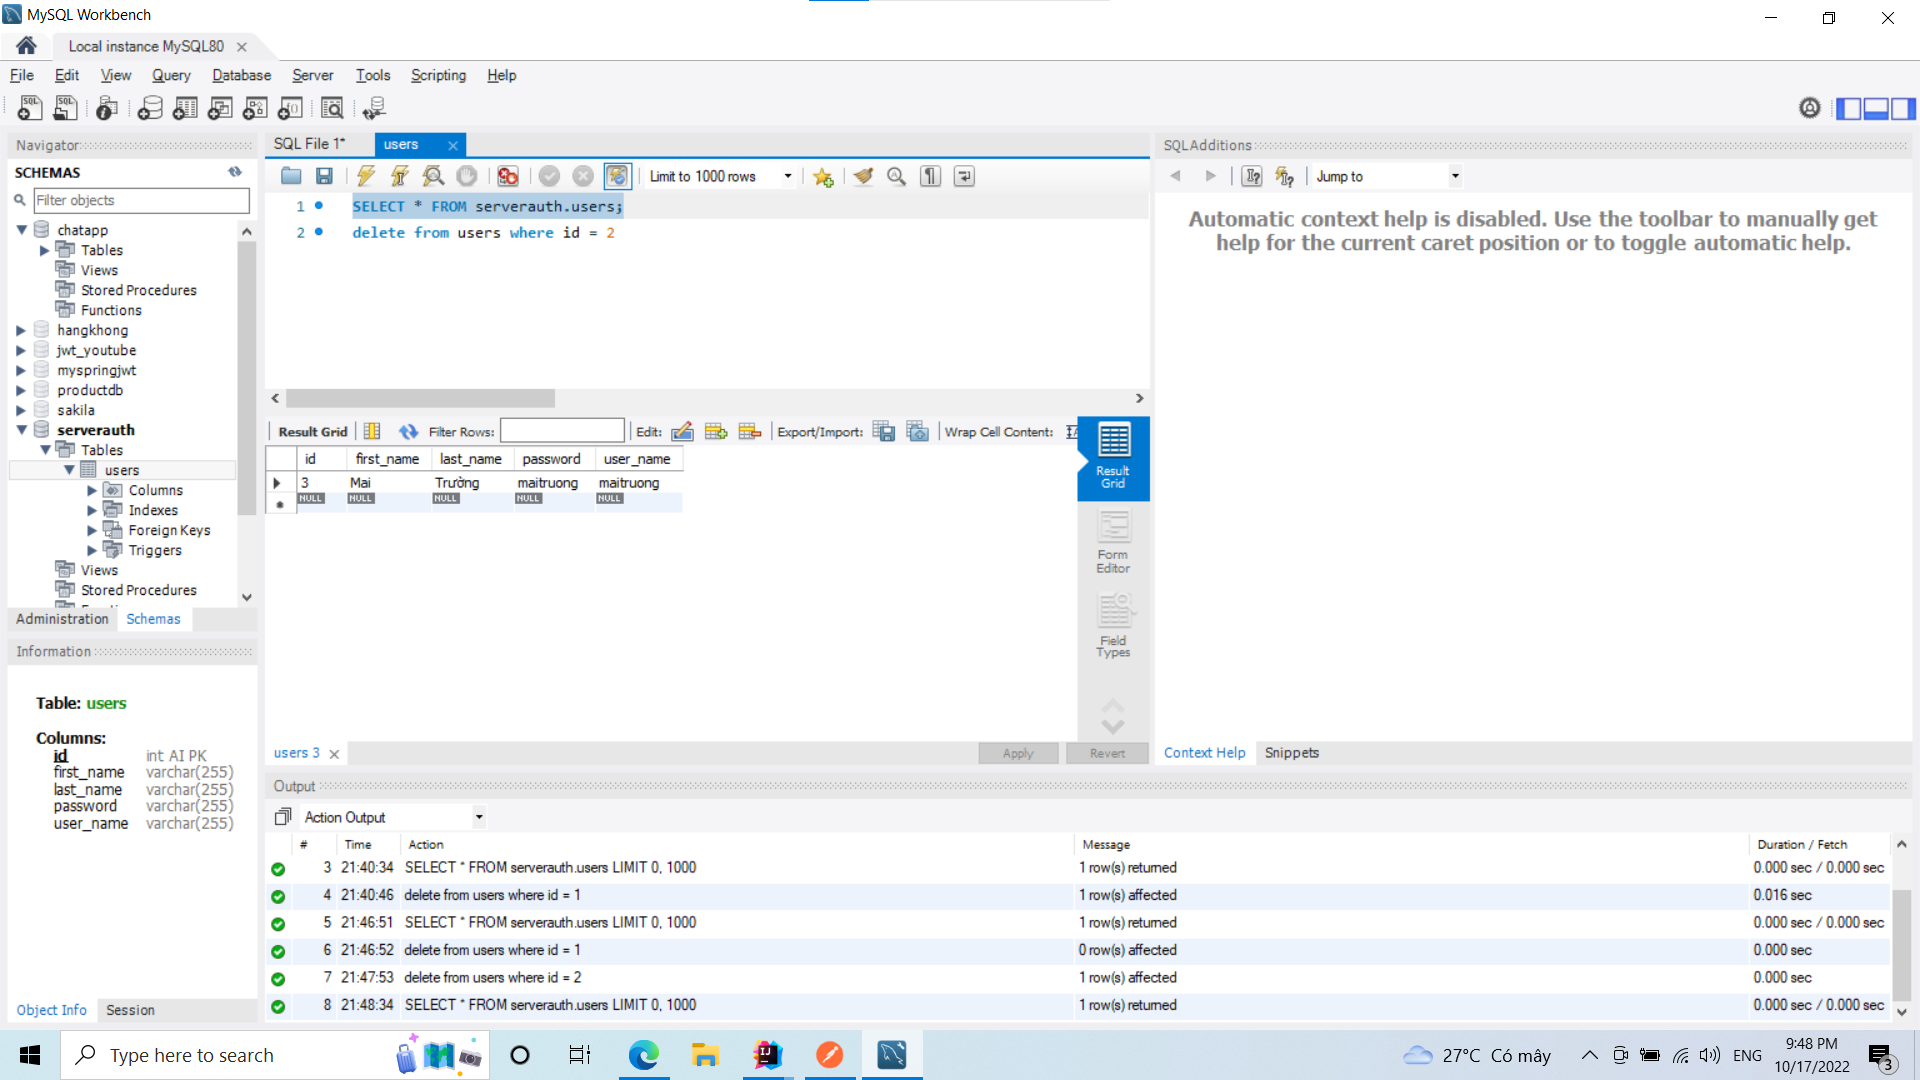 MySQL Workbench
Local instance MySQL80
File Edit View Query Database Server Tools Scripting Help
Navigator
SCHEMAS
Filter objects
chatapp
Tables
Views
Stored Procedures
Functions
hangkhong
jwt_youtube
myspringjwt
productdb
sakila
serverauth
Tables
users
Columns
Indexes
Foreign Keys
Triggers
Views
Stored Procedures
Administration Schemas
Information
Table: users
Columns:
id int AI PK
first_name varchar(255)
last_name varchar(255)
password varchar(255)
user_name varchar(255)
Object Info Session
SQL File 1* users
Limit to 1000 rows
1 SELECT * FROM serverauth.users;
2 delete from users where id = 2
Result Grid Filter Rows: Edit: Export/Import: Wrap Cell Content:
id first_name last_name password user_name
3 Mai Trường maitruong maitruong
NULL NULL NULL NULL NULL
Result Grid
Form Editor
Field Types
users 3 Apply Revert
SQLAdditions
Jump to
Automatic context help is disabled. Use the toolbar to manually get
help for the current caret position or to toggle automatic help.
Context Help Snippets
Output
Action Output
# Time Action Message Duration / Fetch
3 21:40:34 SELECT * FROM serverauth.users LIMIT 0, 1000 1 row(s) returned 0.000 sec / 0.000 sec
4 21:40:46 delete from users where id = 1 1 row(s) affected 0.016 sec
5 21:46:51 SELECT * FROM serverauth.users LIMIT 0, 1000 1 row(s) returned 0.000 sec / 0.000 sec
6 21:46:52 delete from users where id = 1 0 row(s) affected 0.000 sec
7 21:47:53 delete from users where id = 2 1 row(s) affected 0.000 sec
8 21:48:34 SELECT * FROM serverauth.users LIMIT 0, 1000 1 row(s) returned 0.000 sec / 0.000 sec
Type here to search
27°C Có mây
ENG
9:48 PM
10/17/2022
3